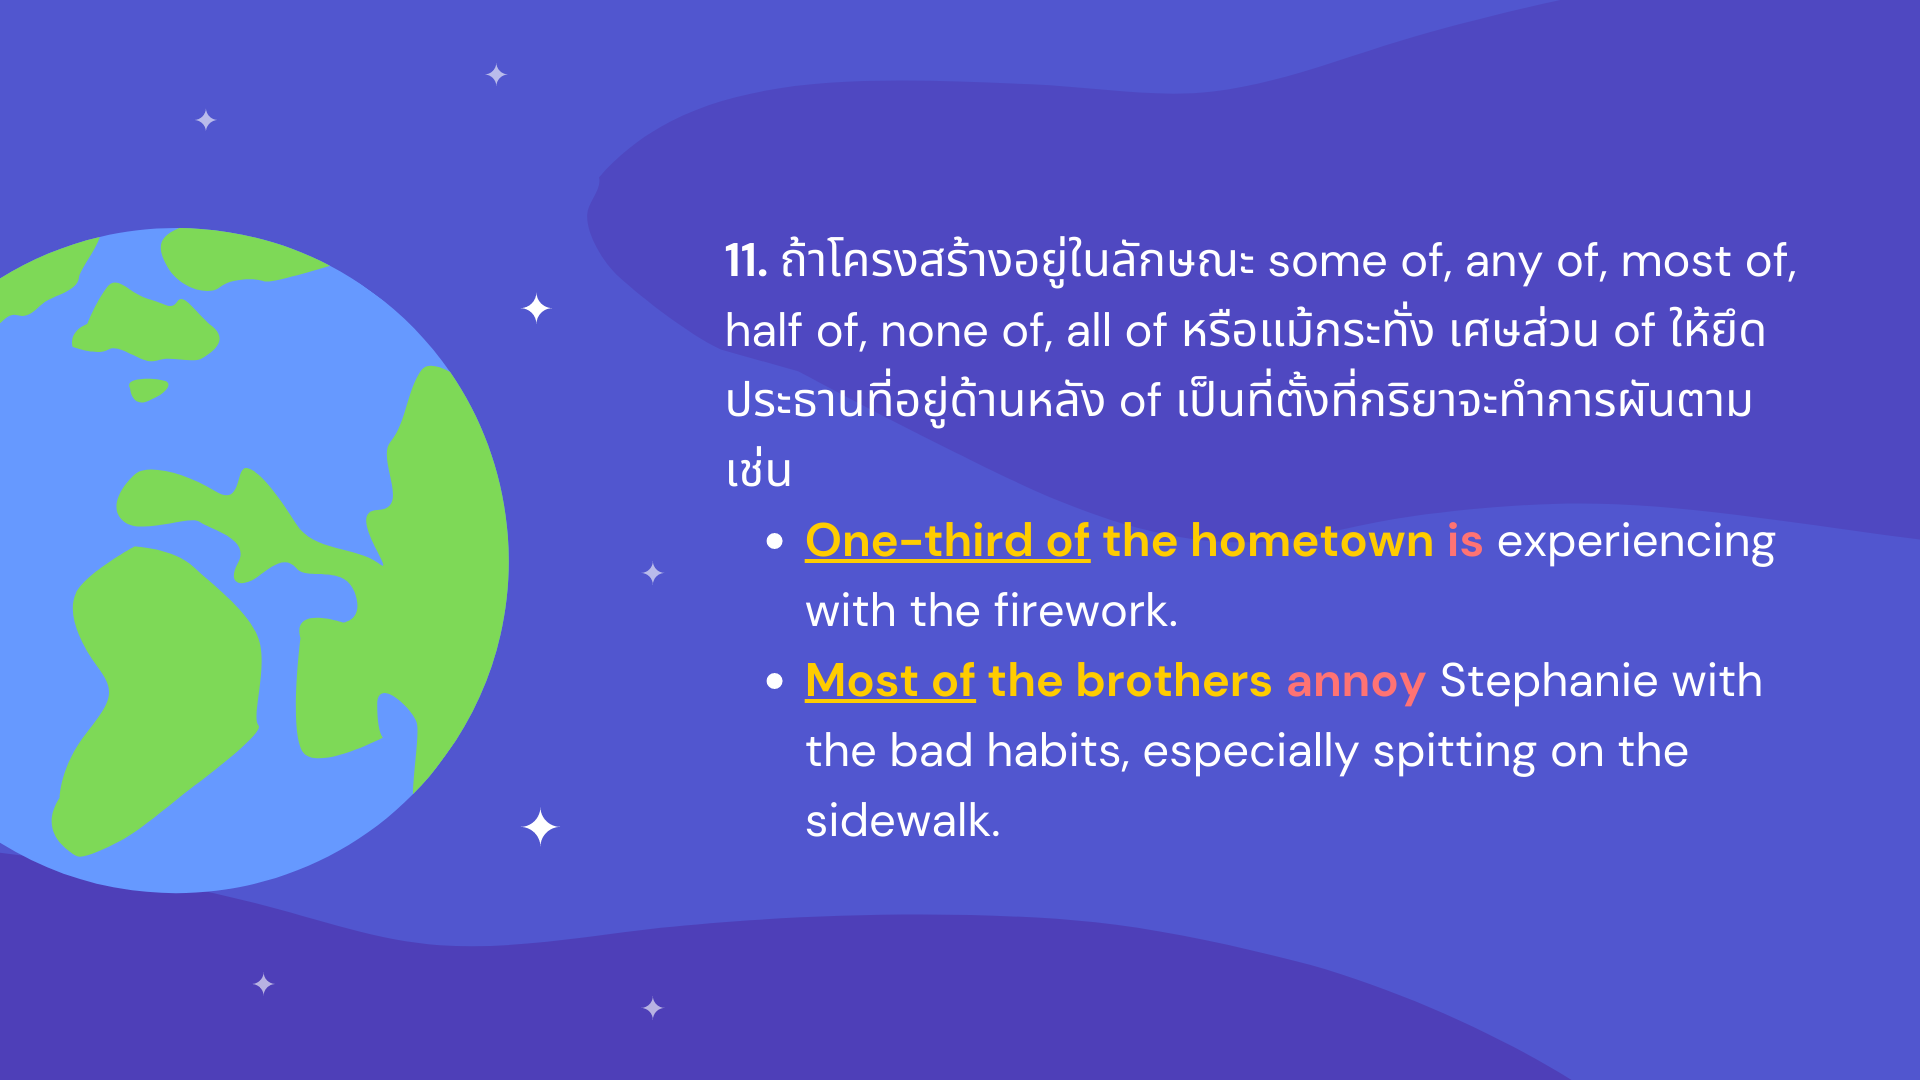 11. ถ้าโครงสร้างอยู่ในลักษณะ some of, any of, most of,
half of, none of, all of หรือแม้กระทั่ง เศษส่วน of ให้ยึด
ประธานที่อยู่ด้านหลัง of เป็นที่ตั้งที่กริยาจะทำการผันตาม
เช่น
• One-third of the hometown is experiencing
with the firework.
• Most of the brothers annoy Stephanie with
the bad habits, especially spitting on the
sidewalk.